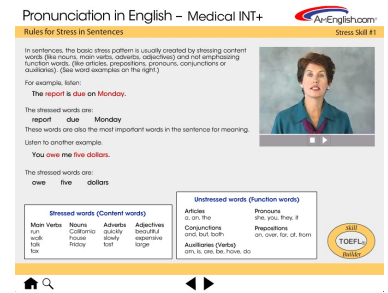 Pronunciation in English – Medical INT+
AMENGLISH.COM®
Rules for Stress in Sentences
Stress Skill #1
In sentences, the basic stress pattern is usually created by stressing content
words (like nouns, main verbs, adverbs, adjectives) and not emphasizing
function words, (like articles, prepositions, pronouns, conjunctions or
auxiliaries). (See word examples on the right.)
For example, listen:
The report is due on Monday.
The stressed words are:
report due Monday
These words are also the most important words in the sentence for meaning.
Listen to another example.
You owe me five dollars.
The stressed words are:
owe five dollars
Stressed words (Content words)
Main Verbs Nouns Adverbs Adjectives
run California quickly beautiful
walk house slowly expensive
talk Friday fast large
fax
Unstressed words (Function words)
Articles Pronouns
a, an, the she, you, they, it
Conjunctions Prepositions
and, but, both on, over, far, at, from
Auxiliaries (Verbs)
am, is, are, be, have, do
Skill
TOEFL®
Builder